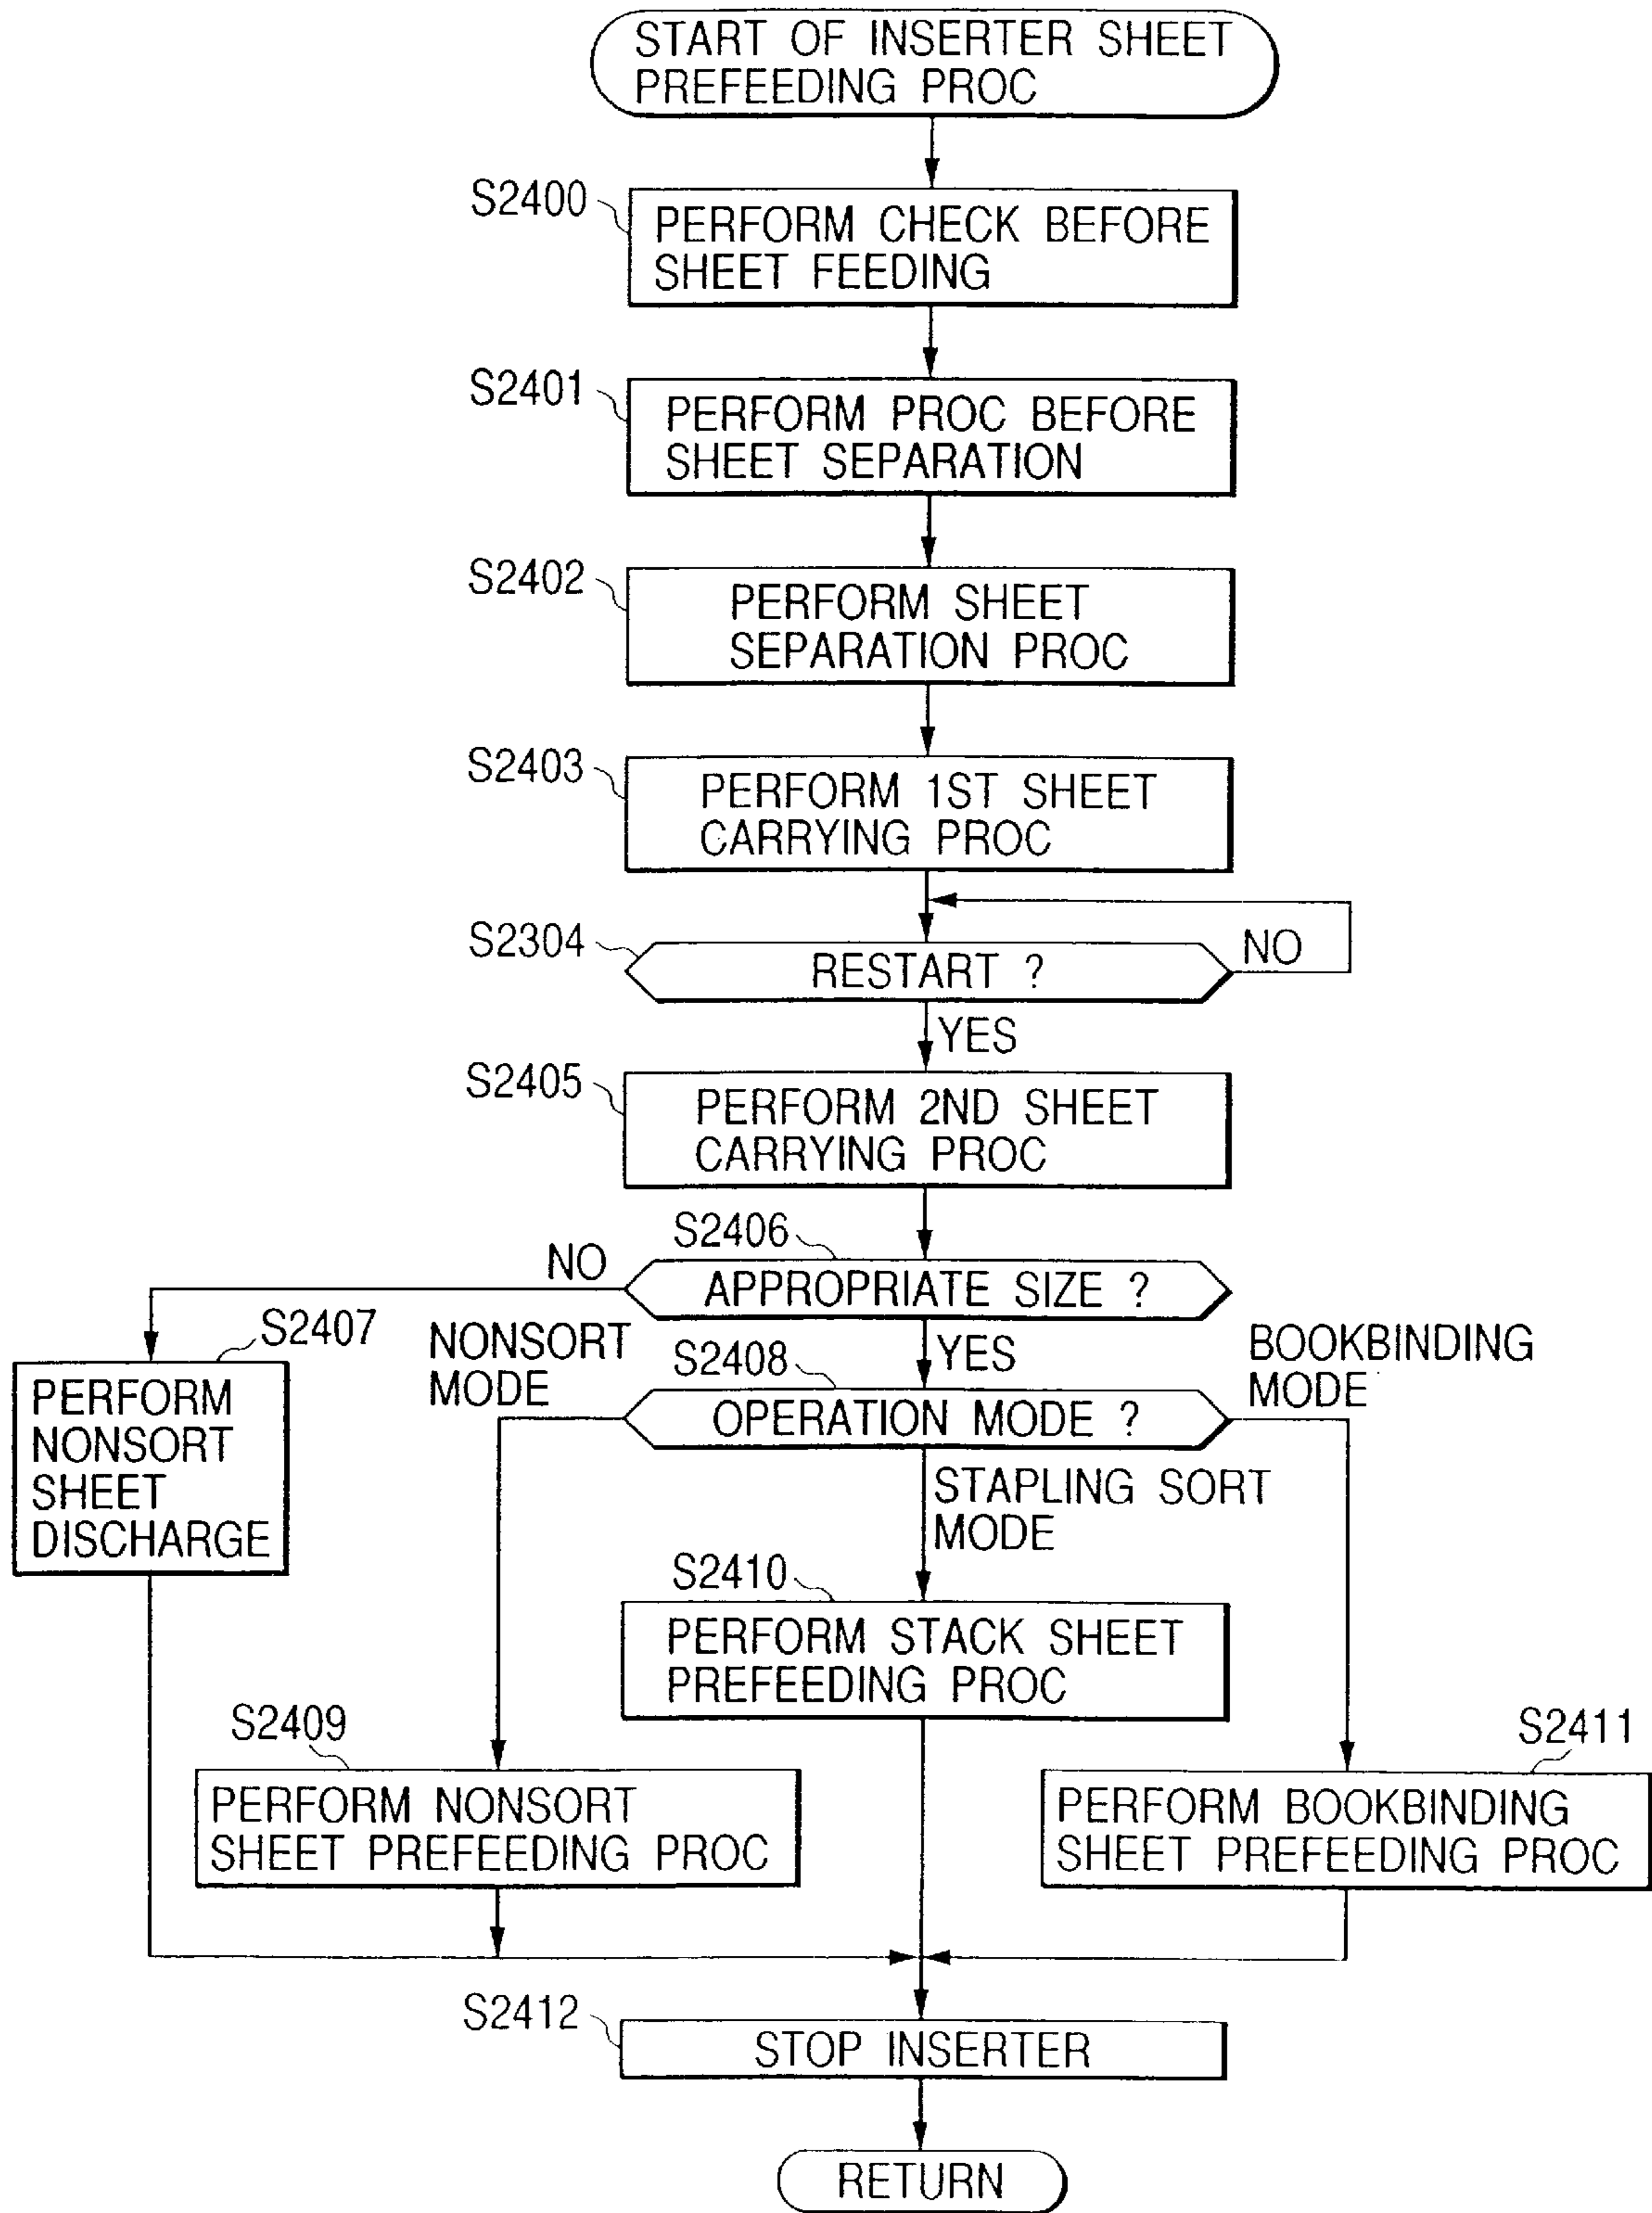 START OF INSERTER SHEET
PREFEEDING PROC
S2400
PERFORM CHECK BEFORE
SHEET FEEDING
S2401
PERFORM PROC BEFORE
SHEET SEPARATION
S2402
PERFORM SHEET
SEPARATION PROC
S2403
PERFORM 1ST SHEET
CARRYING PROC
S2304
RESTART ?
NO
YES
S2405
PERFORM 2ND SHEET
CARRYING PROC
S2406
NO
APPROPRIATE SIZE ?
S2407
PERFORM
NONSORT
SHEET
DISCHARGE
YES
S2408
NONSORT
MODE
OPERATION MODE ?
BOOKBINDING
MODE
STAPLING SORT
MODE
S2410
PERFORM STACK SHEET
PREFEEDING PROC
S2409
PERFORM NONSORT
SHEET PREFEEDING PROC
S2411
PERFORM BOOKBINDING
SHEET PREFEEDING PROC
S2412
STOP INSERTER
RETURN